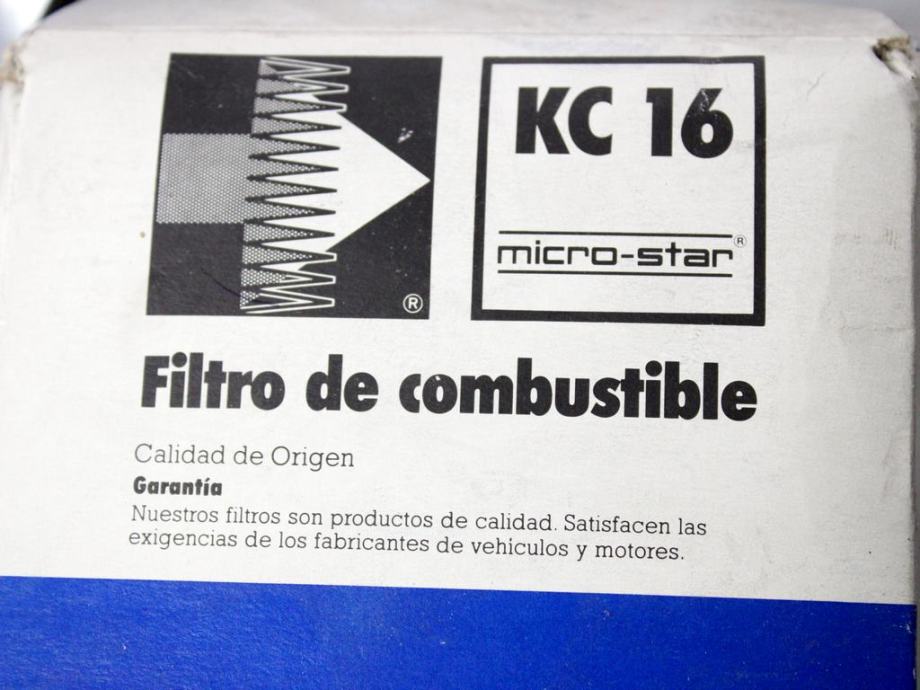 KC 16
micro-star®
®
Filtro de combustible
Calidad de Origen
Garantía
Nuestros filtros son productos de calidad. Satisfacen las
exigencias de los fabricantes de vehiculos y motores.